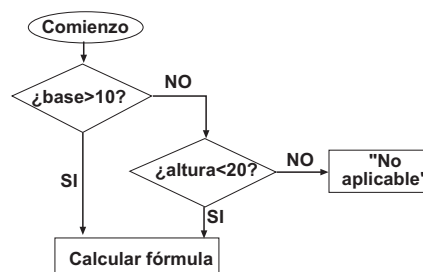 Comienzo
¿base>10?
NO
¿altura<20?
NO
"No
aplicable"
SI
SI
Calcular fórmula